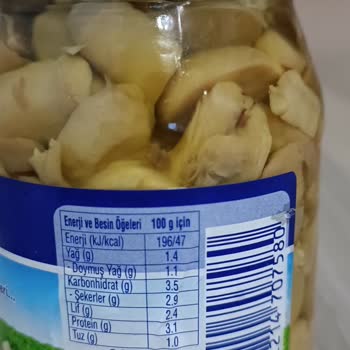 Enerji ve Besin Öğeleri 100 g için
Enerji (kJ/kcal) 196/47
Yağ (g) 1.4
- Doymuş Yağ (g) 1.1
Karbonhidrat (g) 3.5
- Şekerler (g) 2.9
Lif (g) 2.4
Protein (g) 3.1
Tuz (g) 1.0